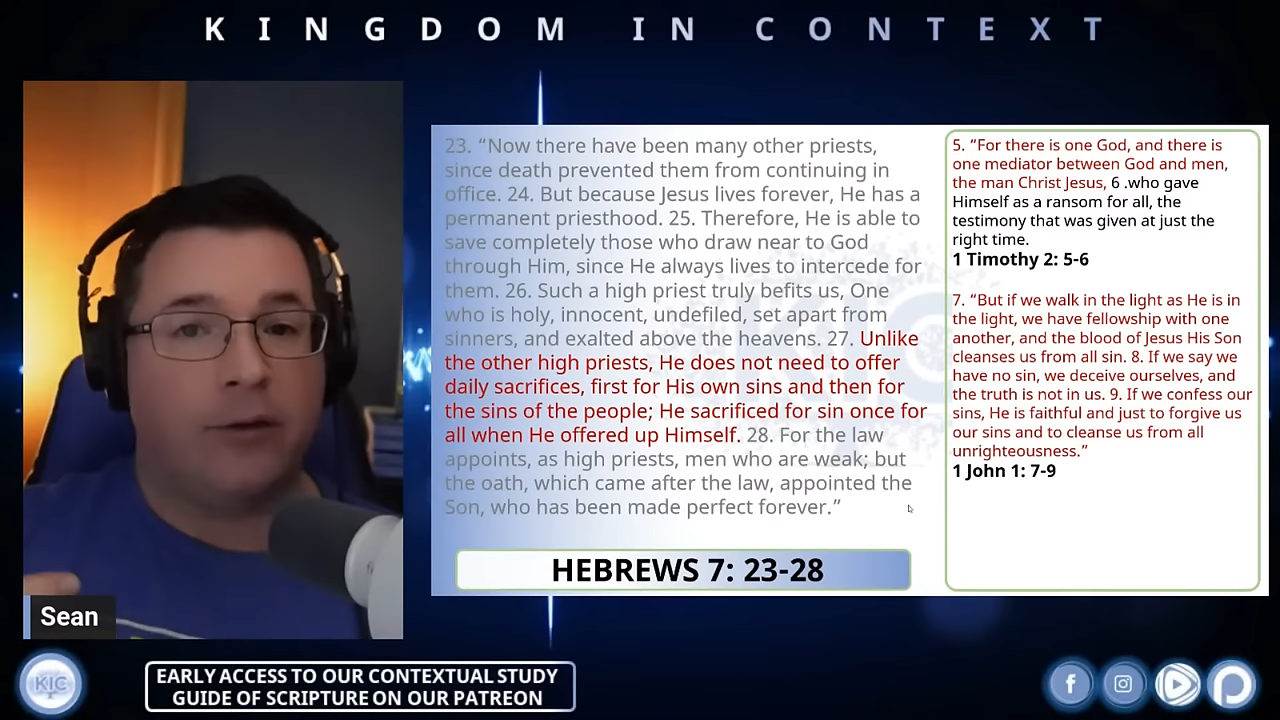 KINGDOM IN CONTEXT
23. “Now there have been many other priests,
since death prevented them from continuing in
office. 24. But because Jesus lives forever, He has a
permanent priesthood. 25. Therefore, He is able to
save completely those who draw near to God
through Him, since He always lives to intercede for
them. 26. Such a high priest truly befits us, One
who is holy, innocent, undefiled, set apart from
sinners, and exalted above the heavens. 27. Unlike
the other high priests, He does not need to offer
daily sacrifices, first for His own sins and then for
the sins of the people; He sacrificed for sin once for
all when He offered up Himself. 28. For the law
appoints, as high priests, men who are weak; but
the oath, which came after the law, appointed the
Son, who has been made perfect forever.”
HEBREWS 7: 23-28
5. “For there is one God, and there is
one mediator between God and men,
the man Christ Jesus, 6 .who gave
Himself as a ransom for all, the
testimony that was given at just the
right time.
1 Timothy 2: 5-6
7. “But if we walk in the light as He is in
the light, we have fellowship with one
another, and the blood of Jesus His Son
cleanses us from all sin. 8. If we say we
have no sin, we deceive ourselves, and
the truth is not in us. 9. If we confess our
sins, He is faithful and just to forgive us
our sins and to cleanse us from all
unrighteousness.”
1 John 1: 7-9
Sean
KIC
EARLY ACCESS TO OUR CONTEXTUAL STUDY
GUIDE OF SCRIPTURE ON OUR PATREON